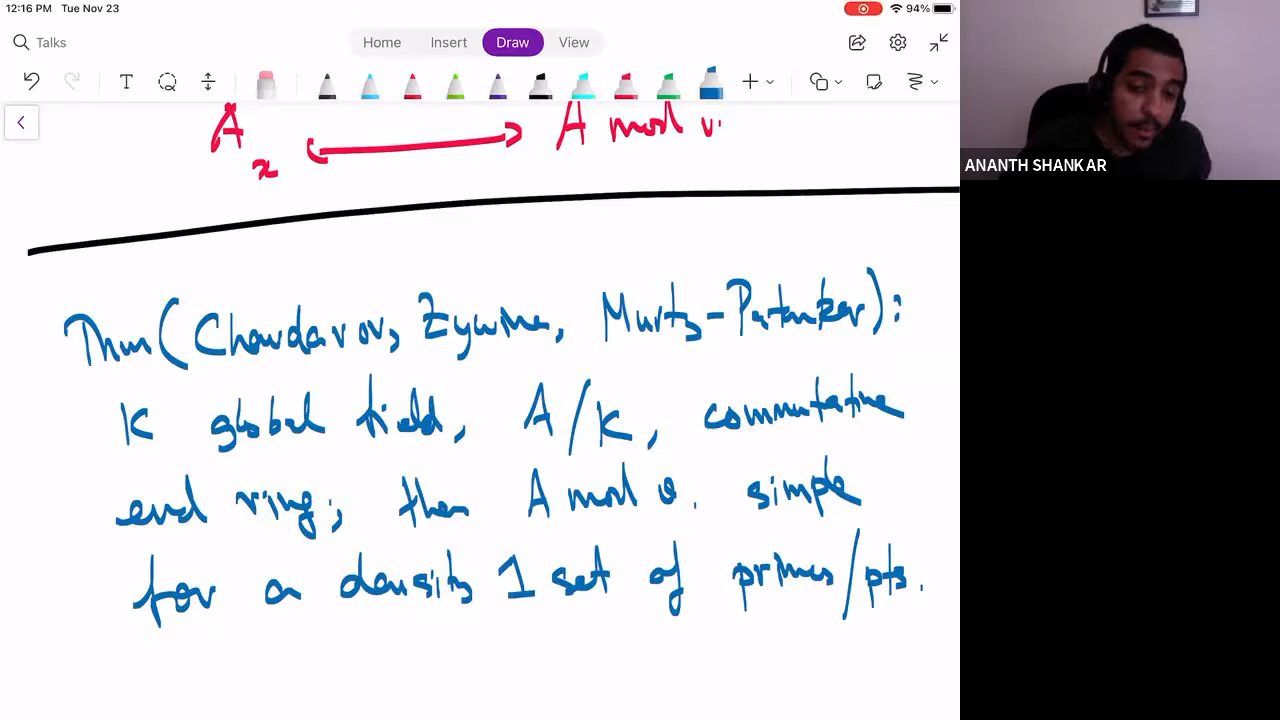 12:16 PM Tue Nov 23
94%
Talks
Home Insert Draw View
A_x ⟷ A mod v.
ANANTH SHANKAR
Thm (Chavdarov, Zywina, Murty-Patankar):
K global field, A/K, commutative
end ring; then A mod v. simple
for a density 1 set of primes/pts.